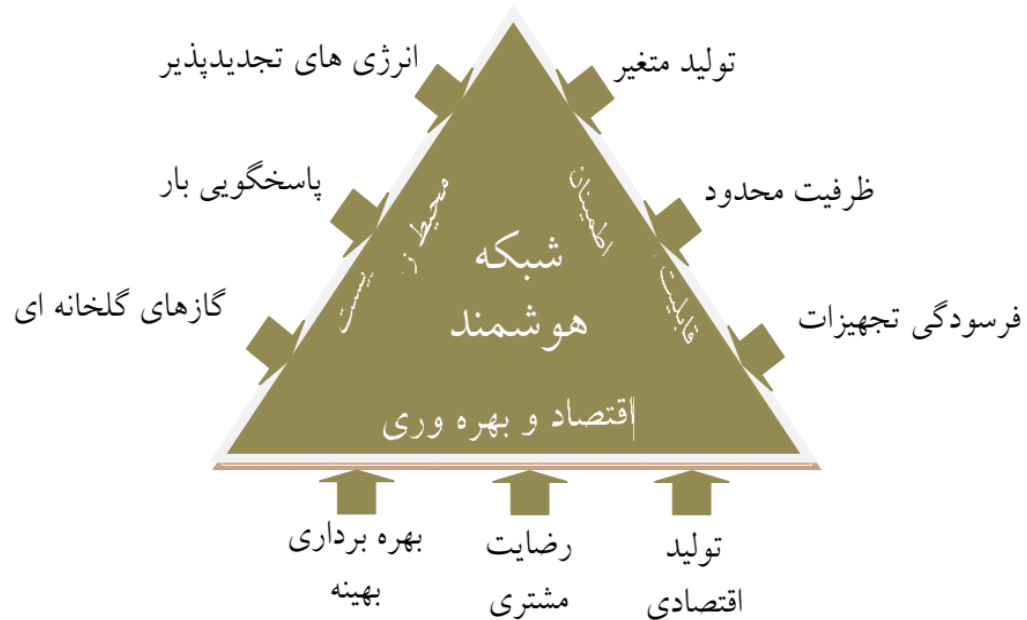 تولید متغیر
انرژی های تجدیدپذیر
ظرفیت محدود
پاسخگویی بار
فرسودگی تجهیزات
گازهای گلخانه ای
قابلیت اطمینان
محیط زیست
شبکه
هوشمند
اقتصاد و بهره وری
تولید
اقتصادی
رضایت
مشتری
بهره برداری
بهینه